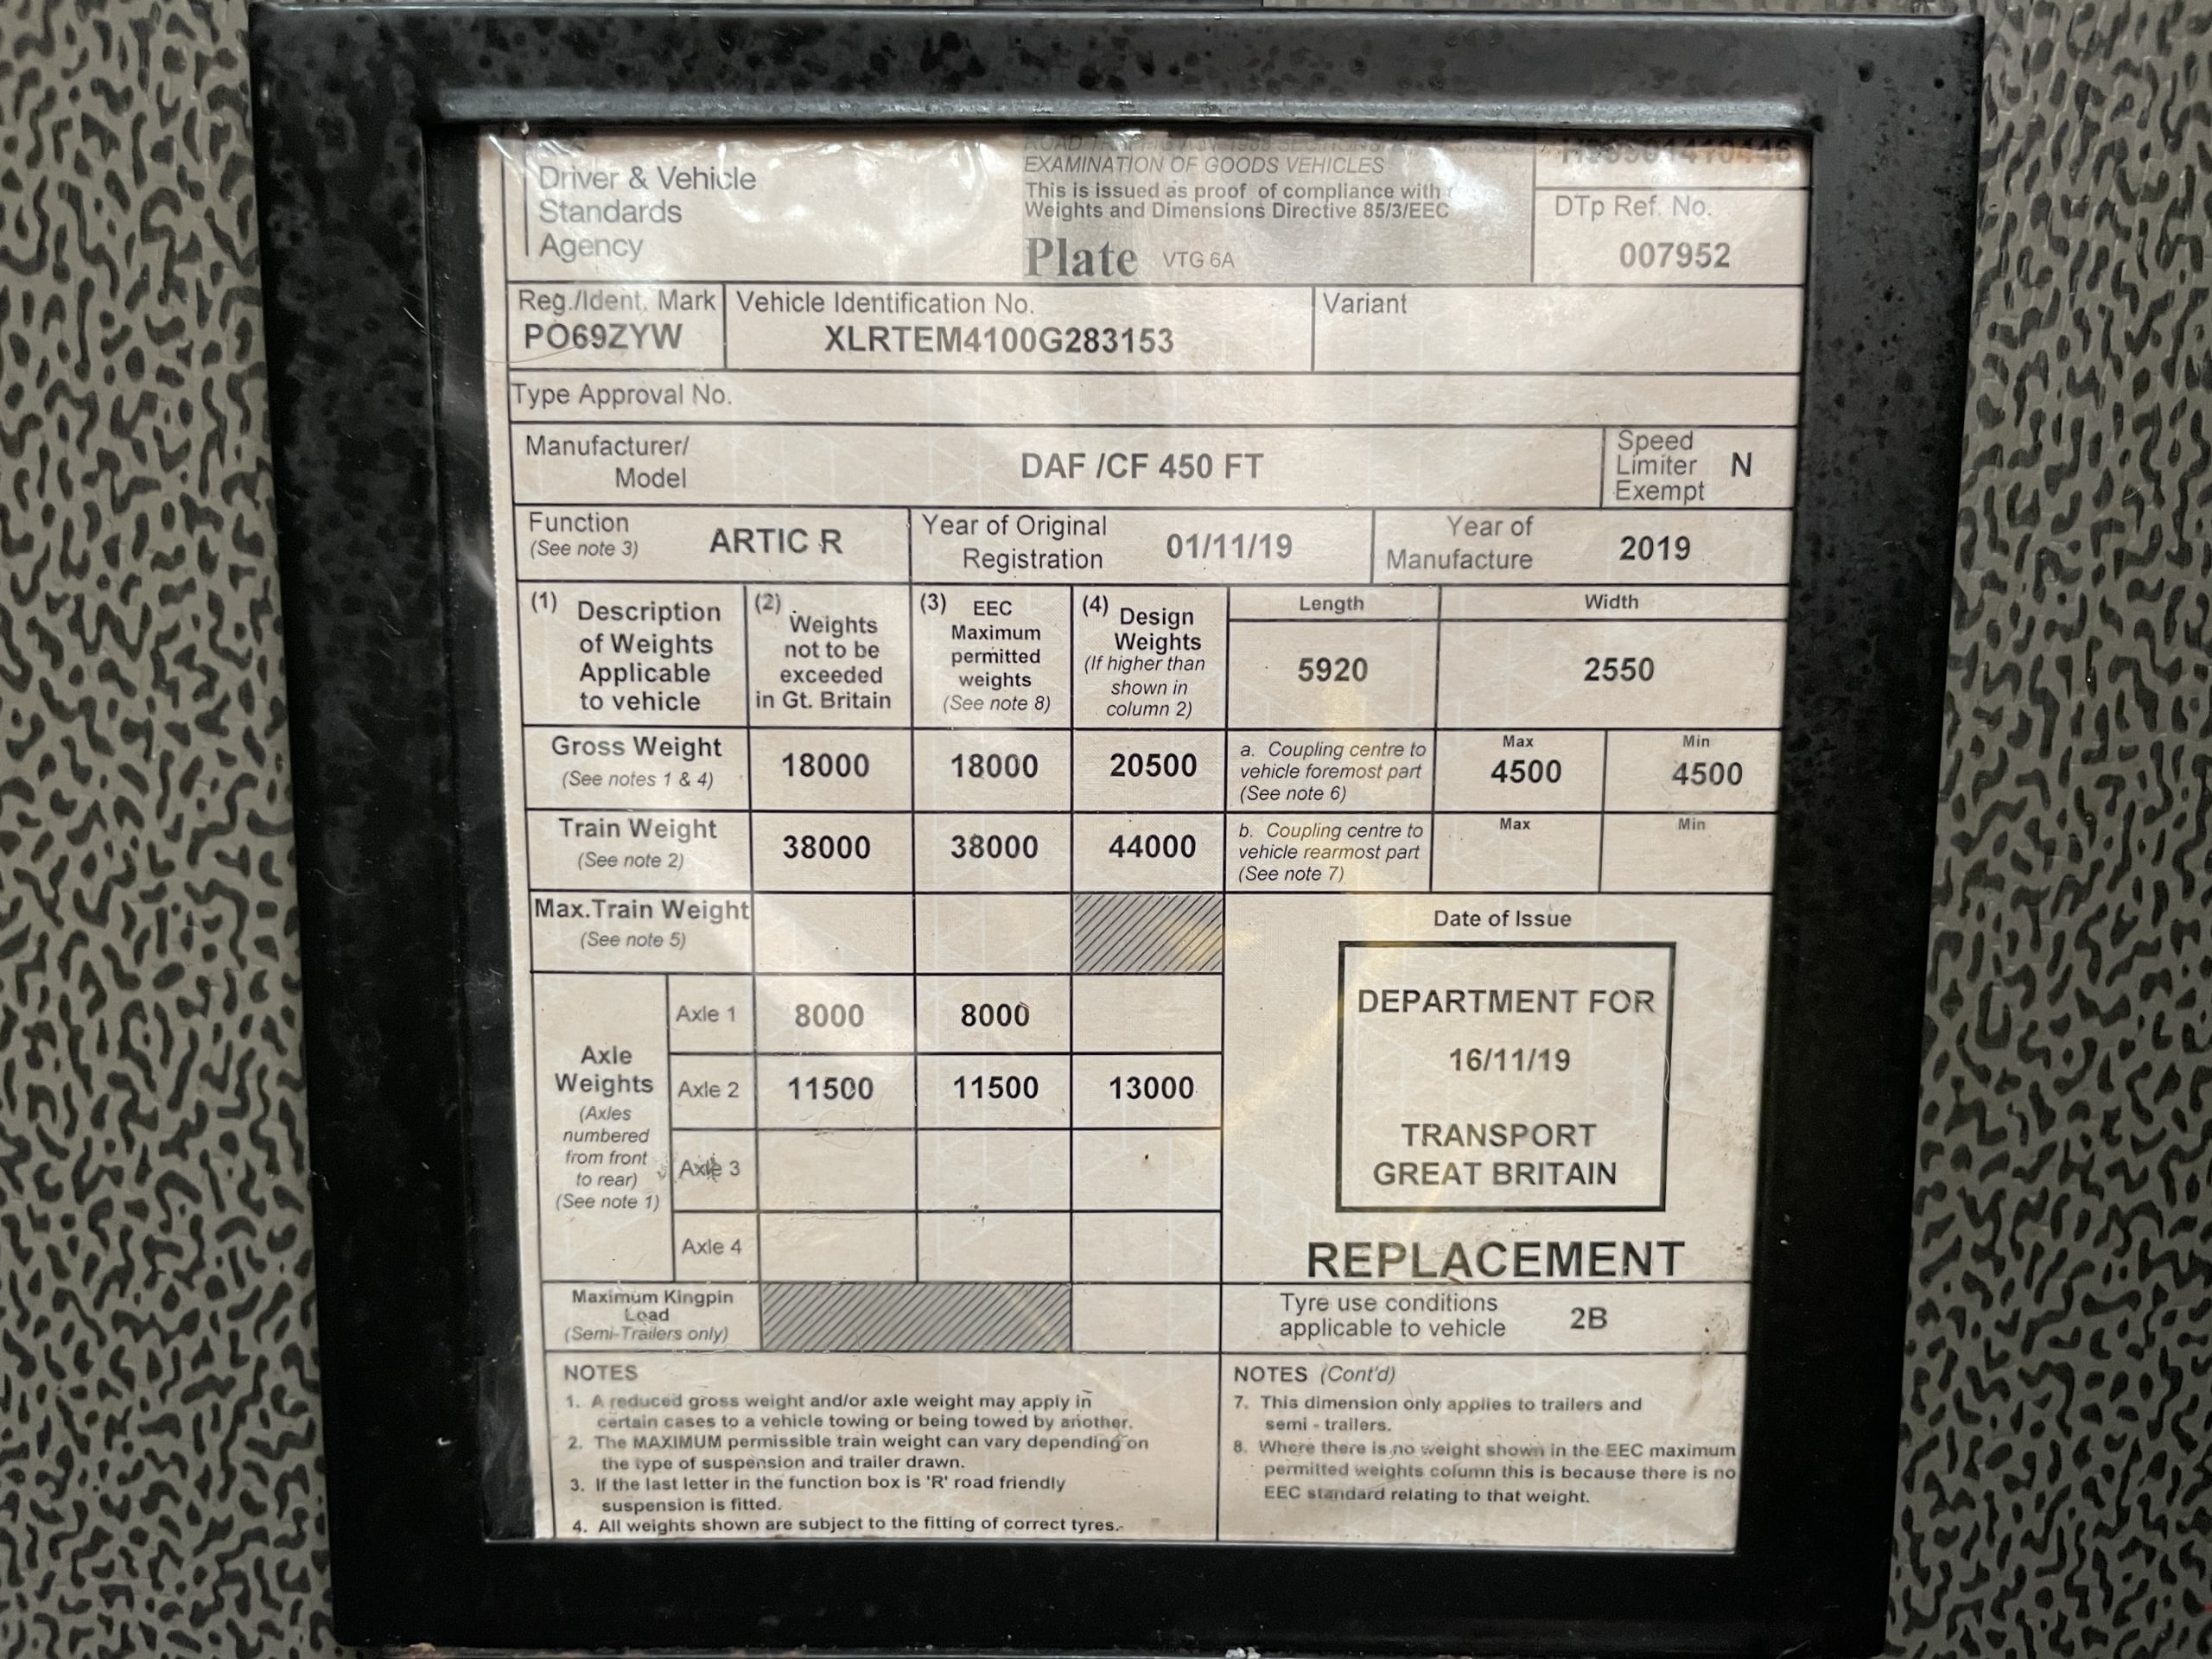 Driver & Vehicle
Standards
Agency
EXAMINATION OF GOODS VEHICLES
This is issued as proof of compliance with
Weights and Dimensions Directive 85/3/EEC
Plate VTG 6A
DTp Ref. No.
007952
Reg./Ident. Mark
PO69ZYW
Vehicle Identification No.
XLRTEM4100G283153
Variant
Type Approval No.
Manufacturer/
Model
DAF /CF 450 FT
Speed
Limiter N
Exempt
Function
(See note 3)
ARTIC R
Year of Original
Registration
01/11/19
Year of
Manufacture
2019
(1) Description
of Weights
Applicable
to vehicle
(2) Weights
not to be
exceeded
in Gt. Britain
(3) EEC
Maximum
permitted
weights
(See note 8)
(4) Design
Weights
(If higher than
shown in
column 2)
Length
5920
Width
2550
Gross Weight
(See notes 1 & 4)
18000 18000 20500
a. Coupling centre to
vehicle foremost part
(See note 6)
Max
4500
Min
4500
Train Weight
(See note 2)
38000 38000 44000
b. Coupling centre to
vehicle rearmost part
(See note 7)
Max
Min
Max.Train Weight
(See note 5)
Axle
Weights
(Axles
numbered
from front
to rear)
(See note 1)
Axle 1 8000 8000
Axle 2 11500 11500 13000
Axle 3
Axle 4
Date of Issue
DEPARTMENT FOR
16/11/19
TRANSPORT
GREAT BRITAIN
REPLACEMENT
Maximum Kingpin
Load
(Semi-Trailers only)
Tyre use conditions
applicable to vehicle
2B
NOTES
1. A reduced gross weight and/or axle weight may apply in
certain cases to a vehicle towing or being towed by another.
2. The MAXIMUM permissible train weight can vary depending on
the type of suspension and trailer drawn.
3. If the last letter in the function box is 'R' road friendly
suspension is fitted.
4. All weights shown are subject to the fitting of correct tyres.
NOTES (Cont'd)
7. This dimension only applies to trailers and
semi - trailers.
8. Where there is no weight shown in the EEC maximum
permitted weights column this is because there is no
EEC standard relating to that weight.